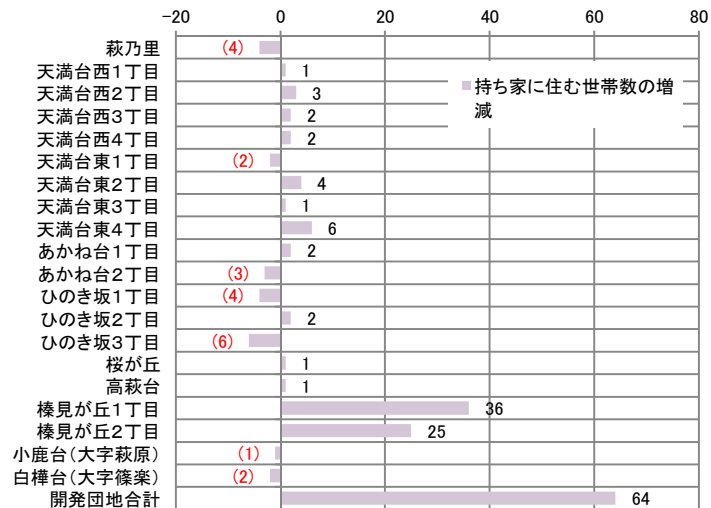 -20 0 20 40 60 80
萩乃里 (4)
天満台西1丁目 1
天満台西2丁目 3
天満台西3丁目 2
天満台西4丁目 2
天満台東1丁目 (2)
天満台東2丁目 4
天満台東3丁目 1
天満台東4丁目 6
あかね台1丁目 2
あかね台2丁目 (3)
ひのき坂1丁目 (4)
ひのき坂2丁目 2
ひのき坂3丁目 (6)
桜が丘 1
高萩台 1
榛見が丘1丁目 36
榛見が丘2丁目 25
小鹿台(大字萩原) (1)
白樺台(大字篠楽) (2)
開発団地合計 64
持ち家に住む世帯数の増
減